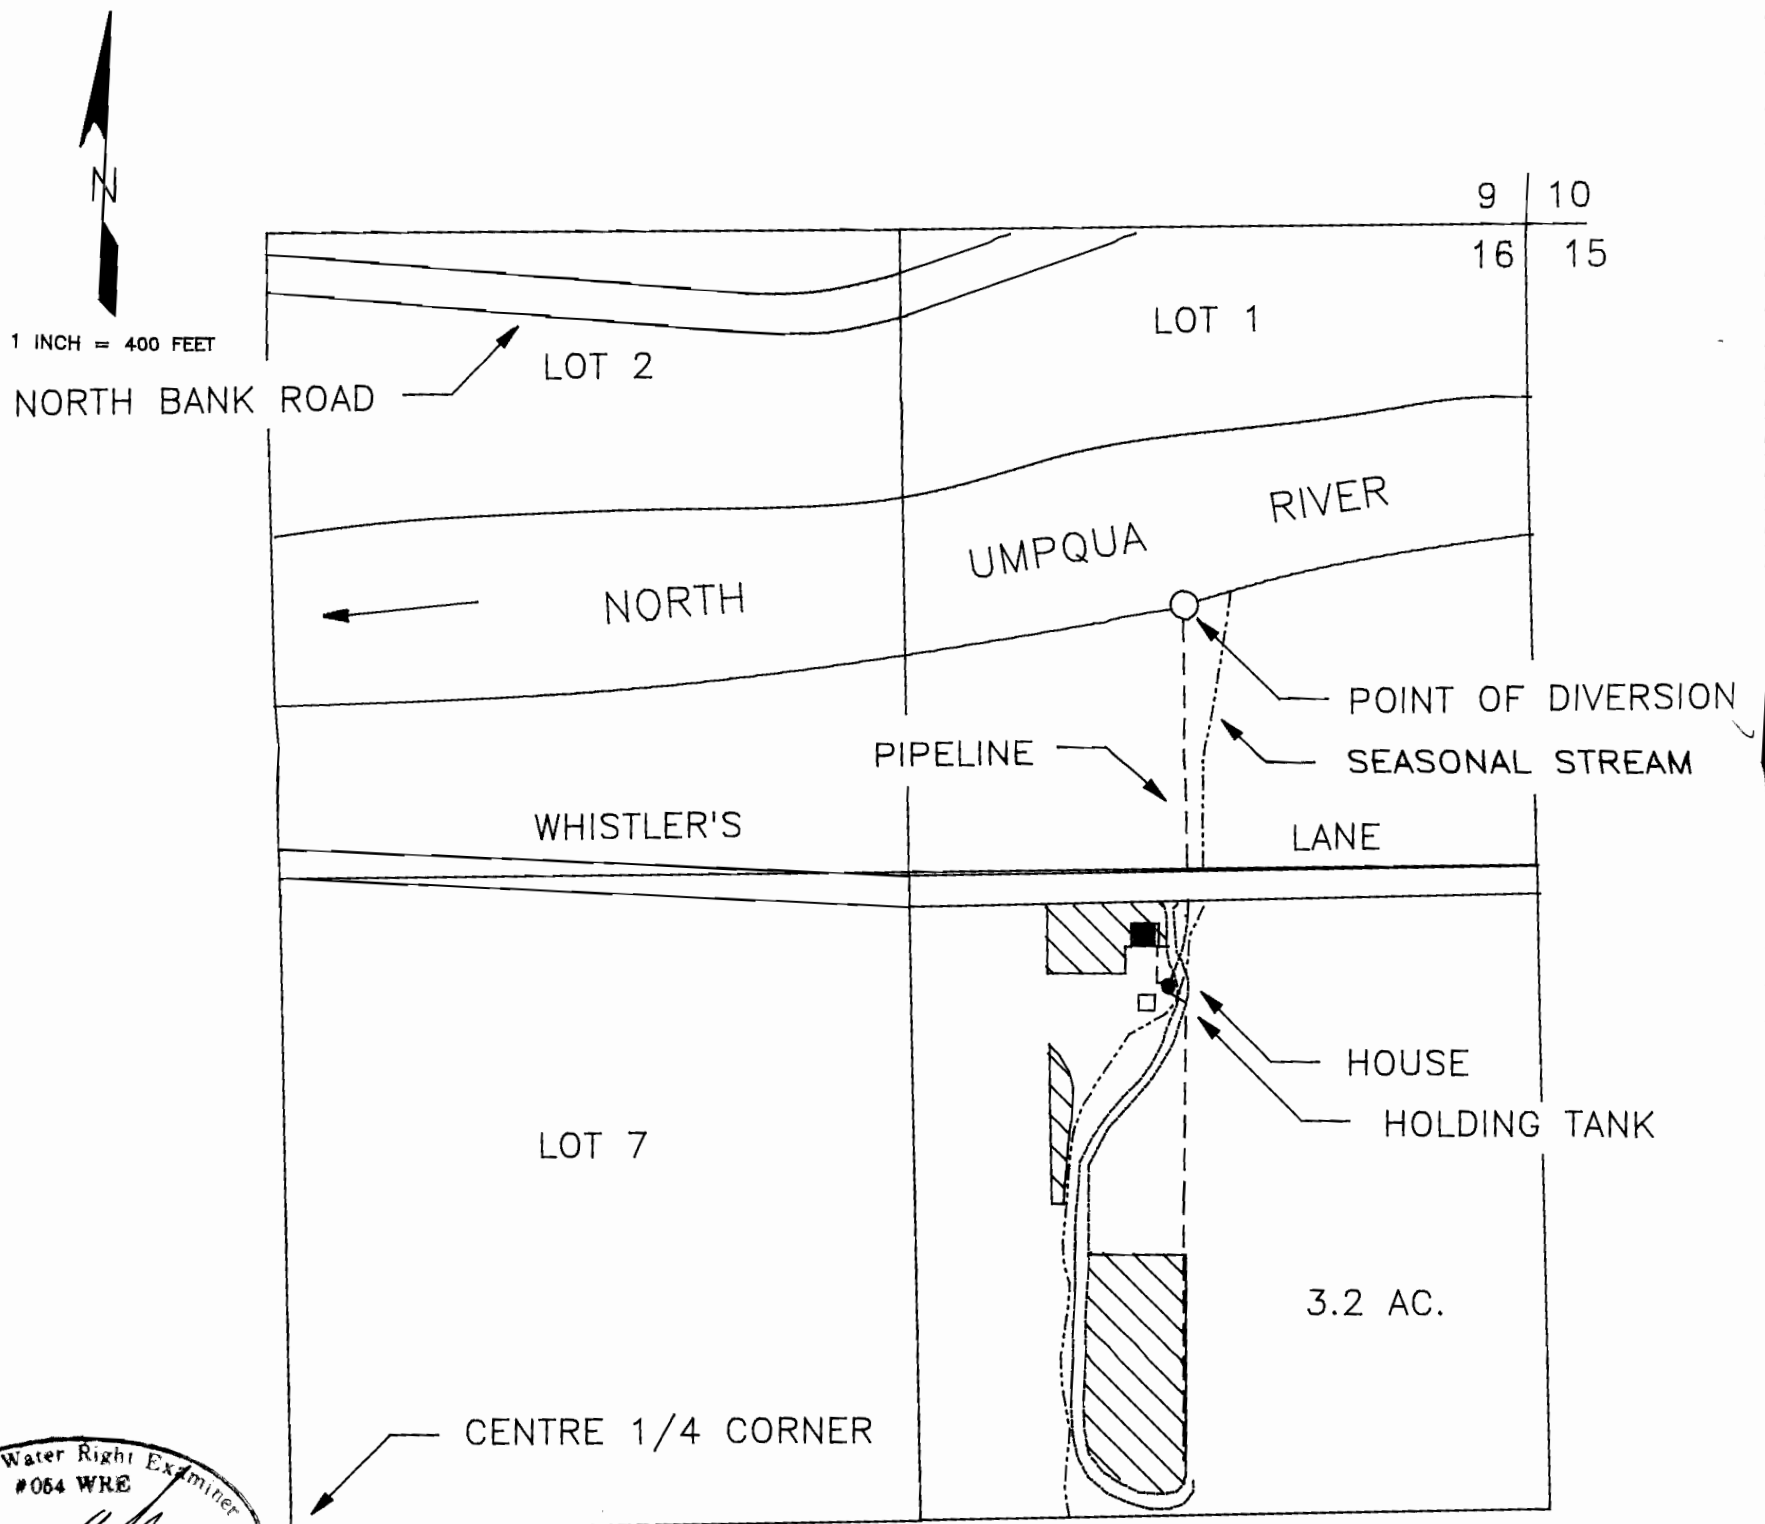 N
9 10
16 15
1 INCH = 400 FEET
LOT 1
LOT 2
NORTH BANK ROAD
NORTH UMPQUA RIVER
POINT OF DIVERSION
PIPELINE
SEASONAL STREAM
WHISTLER'S LANE
HOUSE
HOLDING TANK
LOT 7
3.2 AC.
CENTRE 1/4 CORNER
Water Right Examiner
#054 WRE